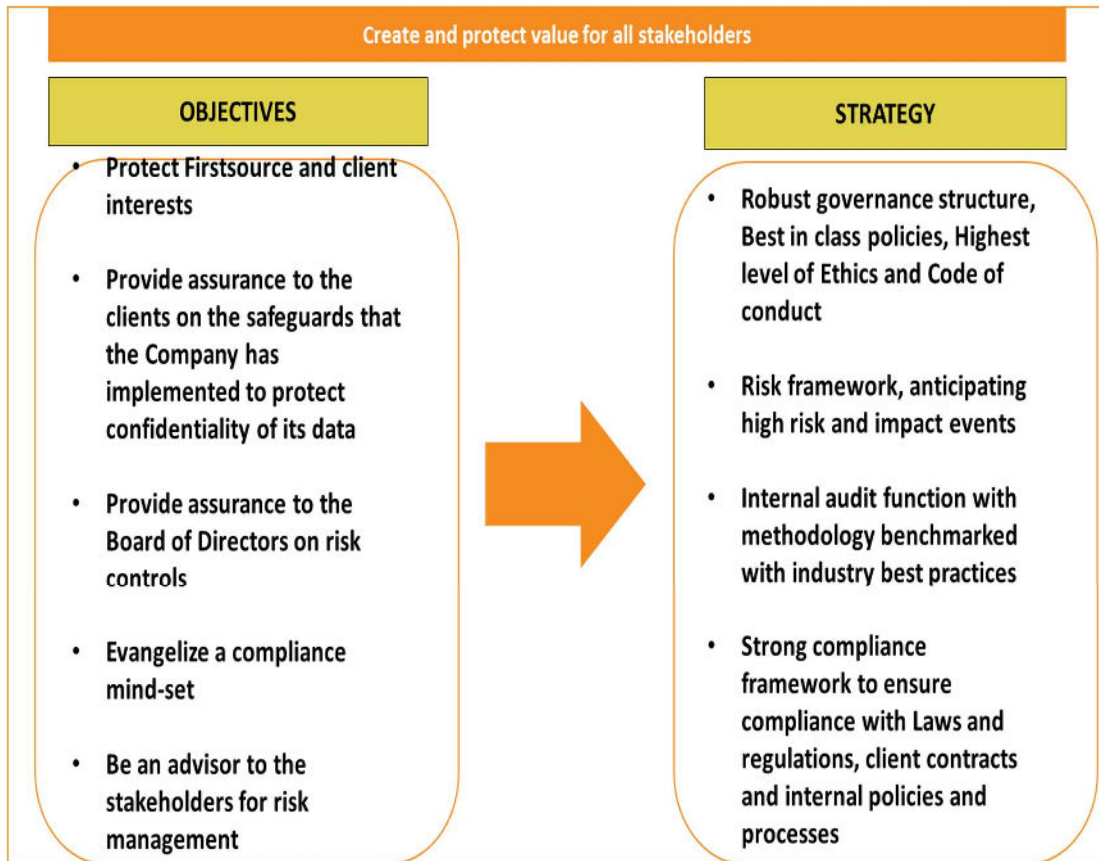 Create and protect value for all stakeholders
OBJECTIVES
• Protect Firstsource and client
interests
• Provide assurance to the
clients on the safeguards that
the Company has
implemented to protect
confidentiality of its data
• Provide assurance to the
Board of Directors on risk
controls
• Evangelize a compliance
mind-set
• Be an advisor to the
stakeholders for risk
management
STRATEGY
• Robust governance structure,
Best in class policies, Highest
level of Ethics and Code of
conduct
• Risk framework, anticipating
high risk and impact events
• Internal audit function with
methodology benchmarked
with industry best practices
• Strong compliance
framework to ensure
compliance with Laws and
regulations, client contracts
and internal policies and
processes